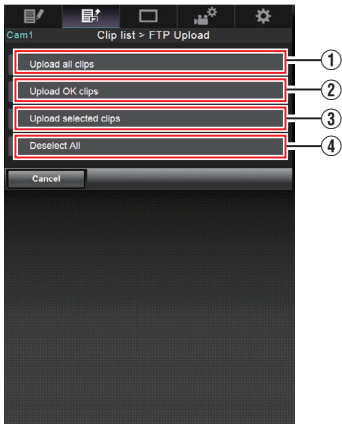 Cam1 Clip list > FTP Upload
Upload all clips ①
Upload OK clips ②
Upload selected clips ③
Deselect All ④
Cancel